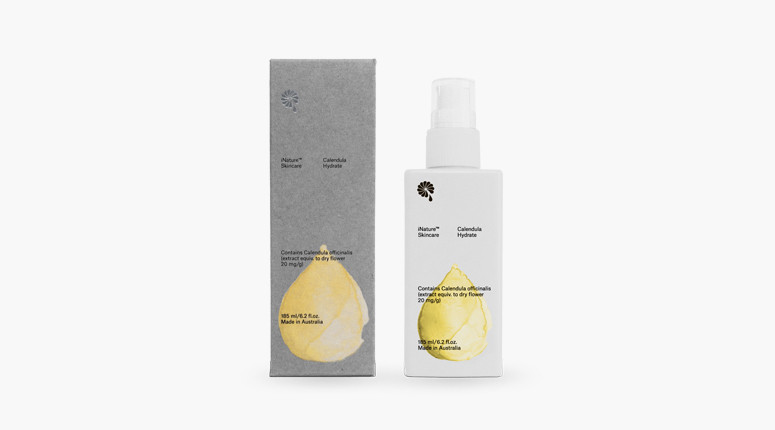 iNature™
Skincare
Calendula
Hydrate
Contains Calendula officinalis
(extract equiv. to dry flower
20 mg/g)
185 ml/6.2 fl.oz.
Made in Australia
iNature™
Skincare
Calendula
Hydrate
Contains Calendula officinalis
(extract equiv. to dry flower
20 mg/g)
185 ml/6.2 fl.oz.
Made in Australia